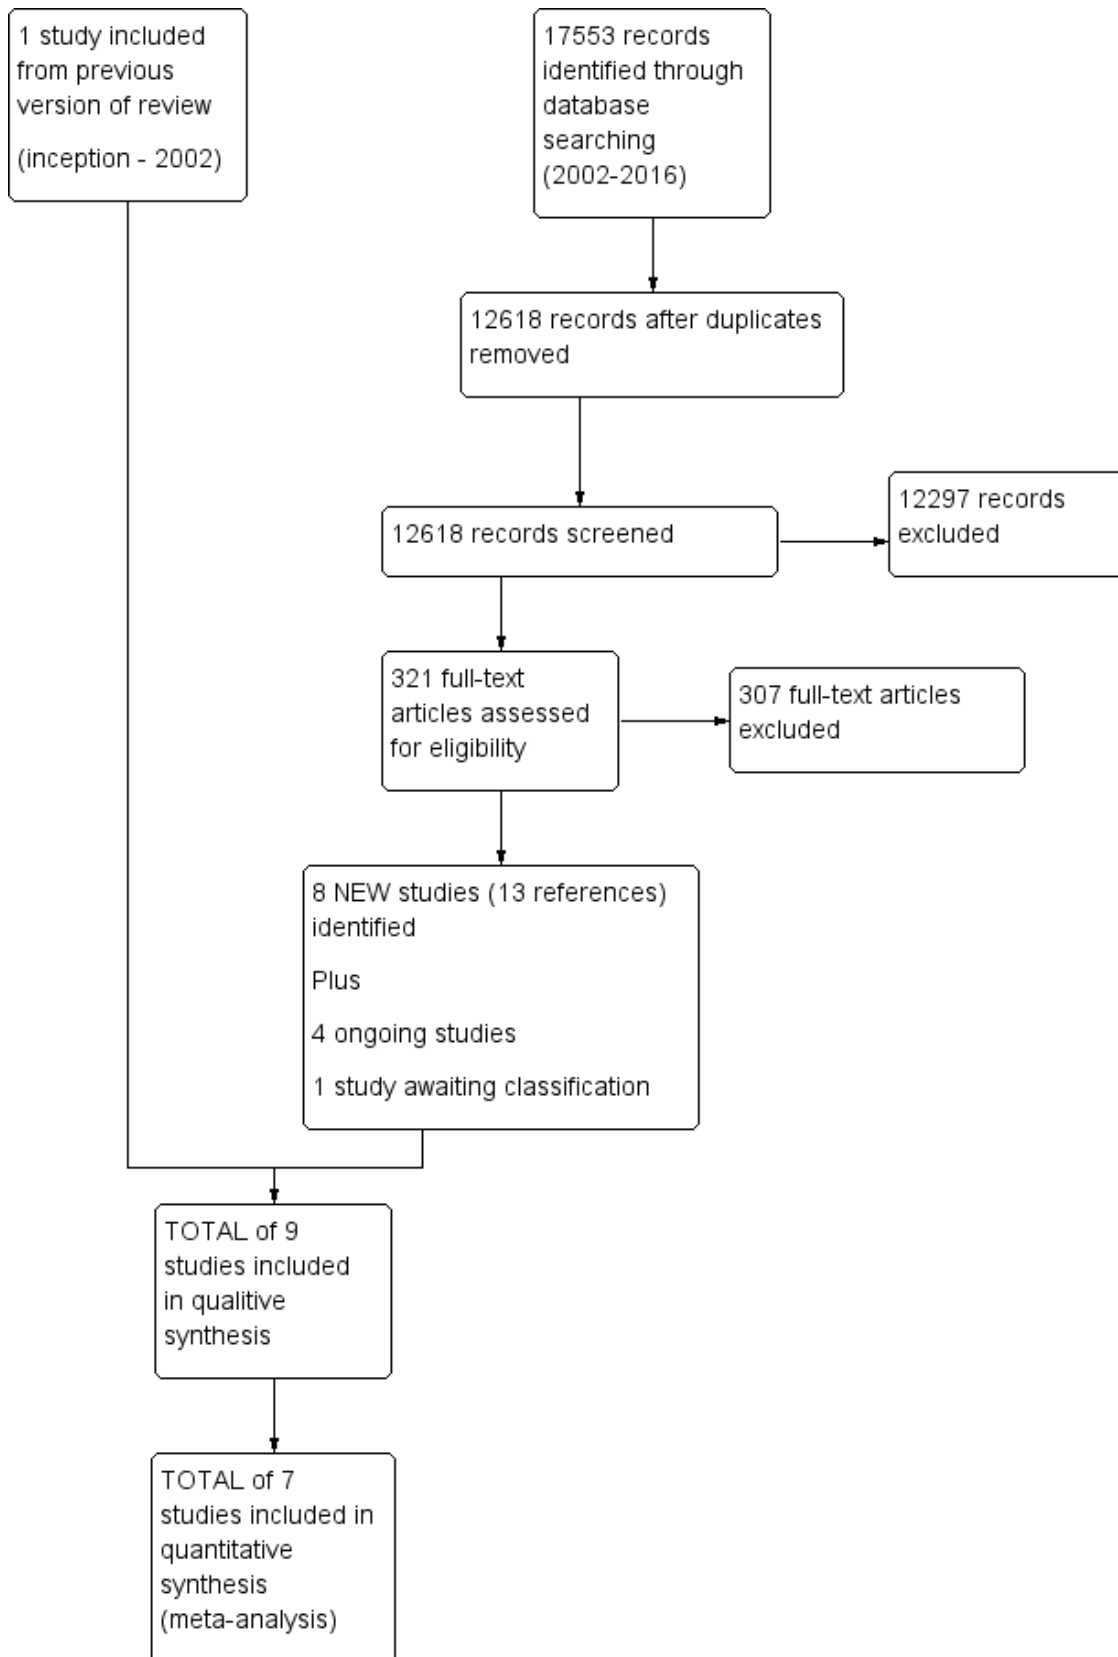 1 study included
from previous
version of review
(inception - 2002)
17553 records
identified through
database
searching
(2002-2016)
12618 records after duplicates
removed
12618 records screened
12297 records
excluded
321 full-text
articles assessed
for eligibility
307 full-text articles
excluded
8 NEW studies (13 references)
identified
Plus
4 ongoing studies
1 study awaiting classification
TOTAL of 9
studies included
in qualitive
synthesis
TOTAL of 7
studies included in
quantitative
synthesis
(meta-analysis)